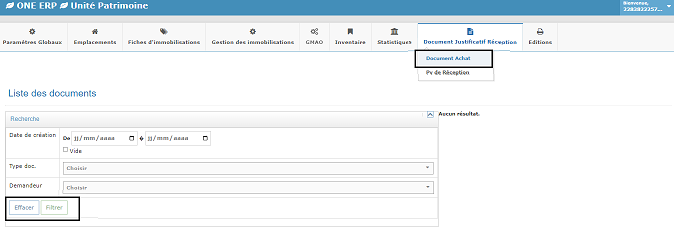 ONE ERP Unité Patrimoine
Bienvenue,
Paramètres Globaux
Emplacements
Fiches d'immobilisations
Gestion des immobilisations
GMAO
Inventaire
Statistiques
Document Justificatif Réception
Editions
Document Achat
Pv de Réception
Liste des documents
Recherche
Aucun résultat.
Date de création
De jj/mm/aaaa jj/mm/aaaa
Vide
Type doc.
Choisir
Demandeur
Choisir
Effacer
Filtrer